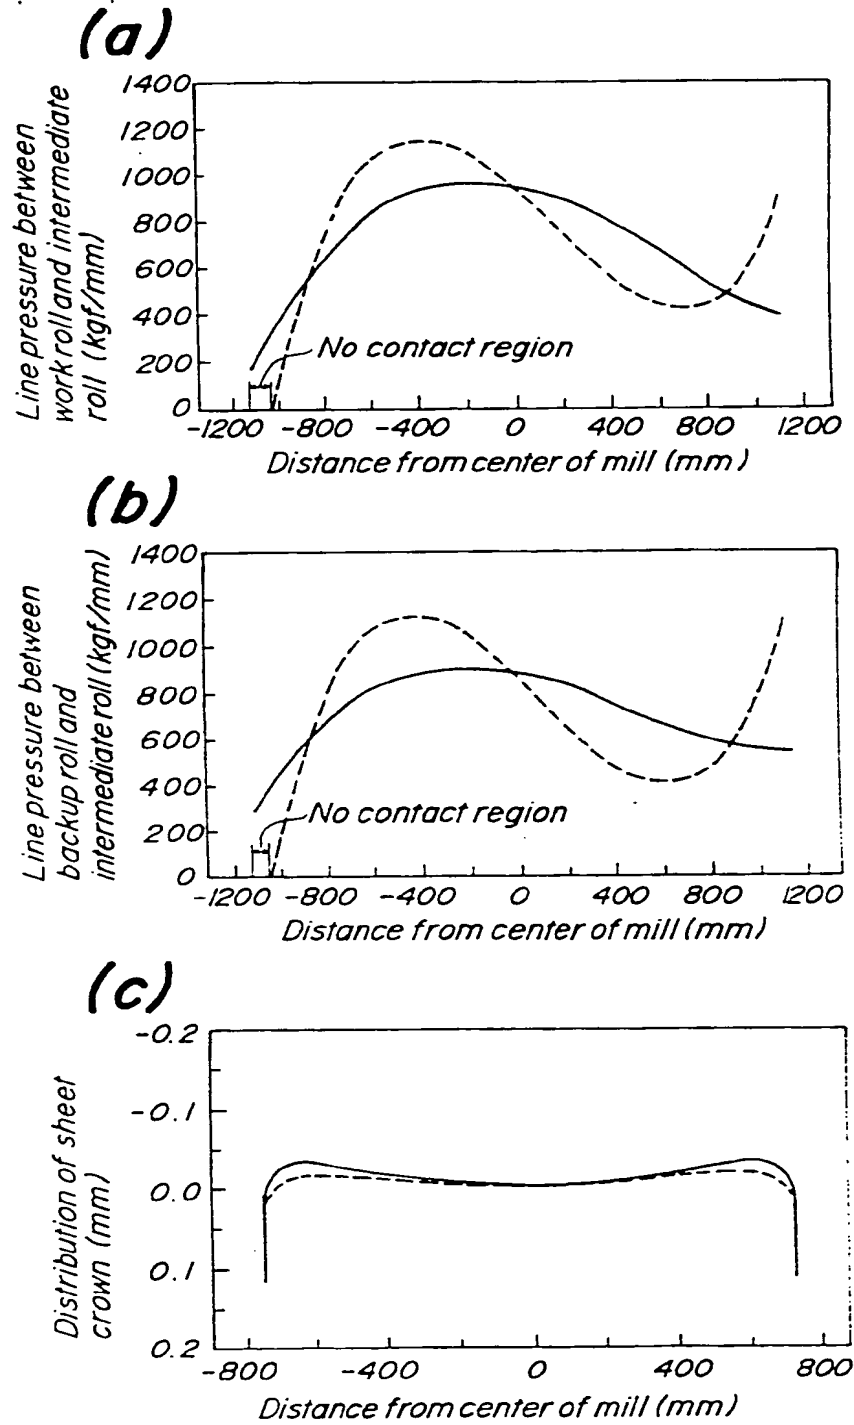 (a)
Line pressure between
work roll and intermediate
roll (kgf/mm)
1400
1200
1000
800
600
400
200
0
No contact region
-1200 -800 -400 0 400 800 1200
Distance from center of mill (mm)
(b)
Line pressure between
backup roll and
intermediate roll (kgf/mm)
1400
1200
1000
800
600
400
200
0
No contact region
-1200 -800 -400 0 400 800 1200
Distance from center of mill (mm)
(c)
Distribution of sheet
crown (mm)
-0.2
-0.1
0.0
0.1
0.2
-800 -400 0 400 800
Distance from center of mill (mm)